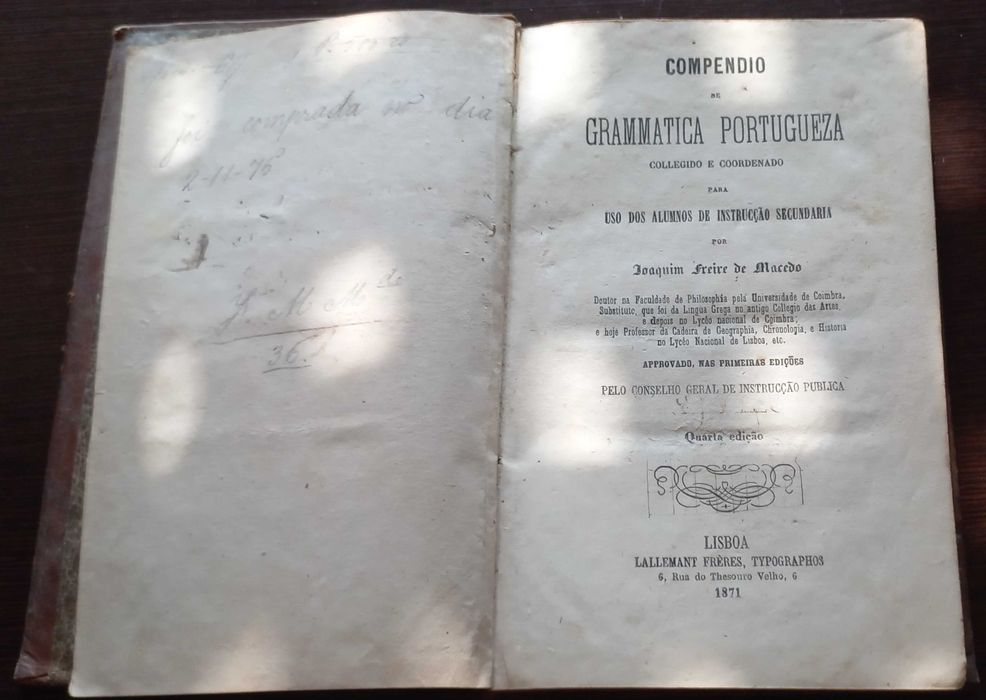 foi comprada no dia
2-11-75
36
COMPENDIO
DE
GRAMMATICA PORTUGUEZA
COLLEGIDO E COORDENADO
PARA
USO DOS ALUMNOS DE INSTRUCÇÃO SECUNDARIA
POR
Joaquim Freire de Macedo
Doutor na Faculdade de Philosophia pela Universidade de Coimbra,
Substituto, que foi da Lingua Grega no antigo Collegio das Artes,
e depois no Lycêo nacional de Coimbra;
e hoje Professor da Cadeira de Geographia, Chronologia, e Historia
no Lycêo Nacional de Lisboa, etc.
APPROVADO, NAS PRIMEIRAS EDIÇÕES
PELO CONSELHO GERAL DE INSTRUCÇÃO PUBLICA
Quarta edição
LISBOA
LALLEMANT FRÈRES, TYPOGRAPHOS
6, Rua do Thesouro Velho, 6
1871